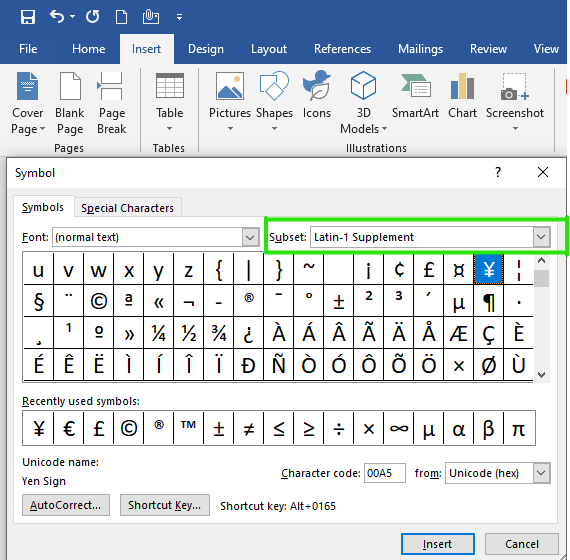 File Home Insert Design Layout References Mailings Review View
Cover Page Blank Page Page Break Table Pictures Shapes Icons 3D Models SmartArt Chart Screenshot
Pages Tables Illustrations
Symbol ? ×
Symbols Special Characters
Font: (normal text) Subset: Latin-1 Supplement
u v w x y z { | } ~ ¡ ¢ £ ¤ ¥ ¦
§ ¨ © ª « ¬ - ® ¯ ° ± ² ³ ´ µ ¶ ·
¸ ¹ º » ¼ ½ ¾ ¿ À Á Â Ã Ä Å Æ Ç È
É Ê Ë Ì Í Î Ï Ð Ñ Ò Ó Ô Õ Ö × Ø Ù
Recently used symbols:
¥ € £ © ® ™ ± ≠ ≤ ≥ ÷ × ∞ µ α β π
Unicode name:
Yen Sign
Character code: 00A5 from: Unicode (hex)
AutoCorrect... Shortcut Key... Shortcut key: Alt+0165
Insert Cancel